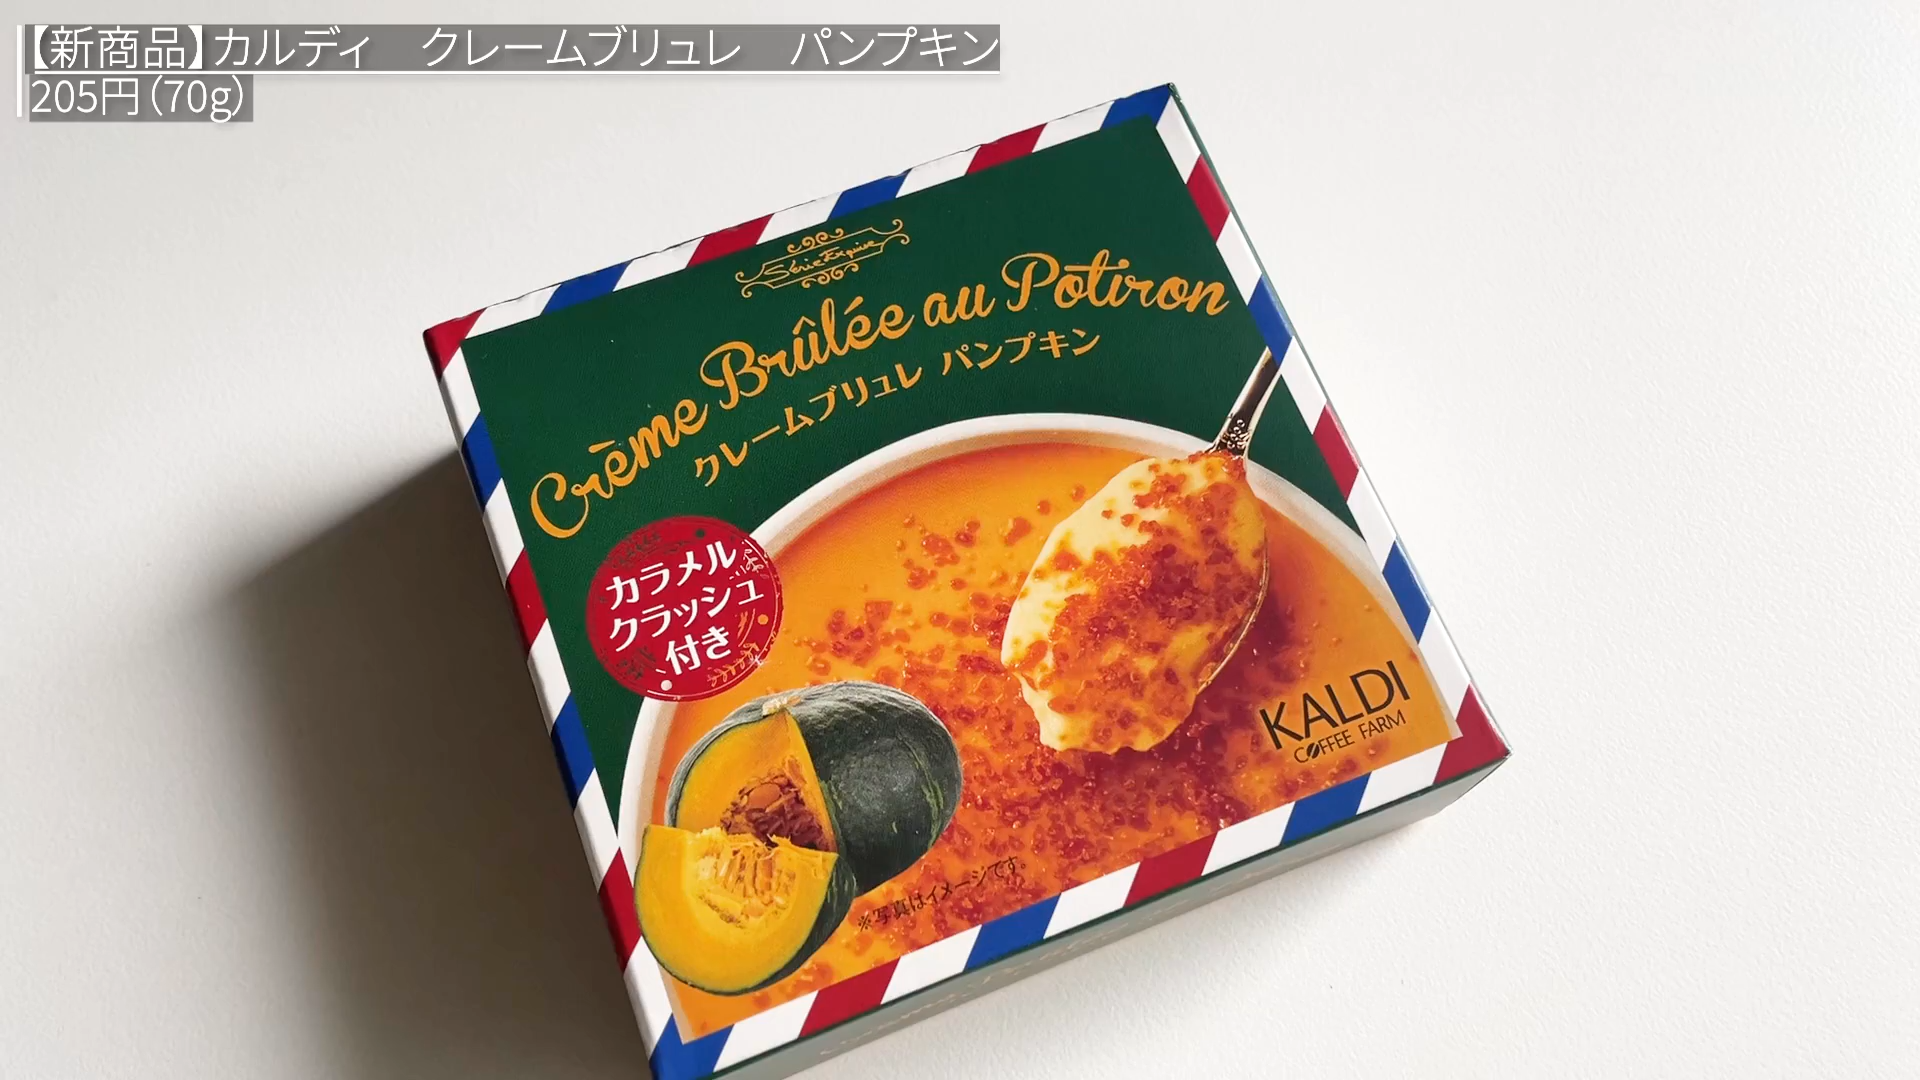 【新商品】カルディ　クレームブリュレ　パンプキン
205円（70g）
Série Exquise
Crème Brûlée au Potiron
クレームブリュレ パンプキン
カラメル
クラッシュ
付き
KALDI
COFFEE FARM
※写真はイメージです。